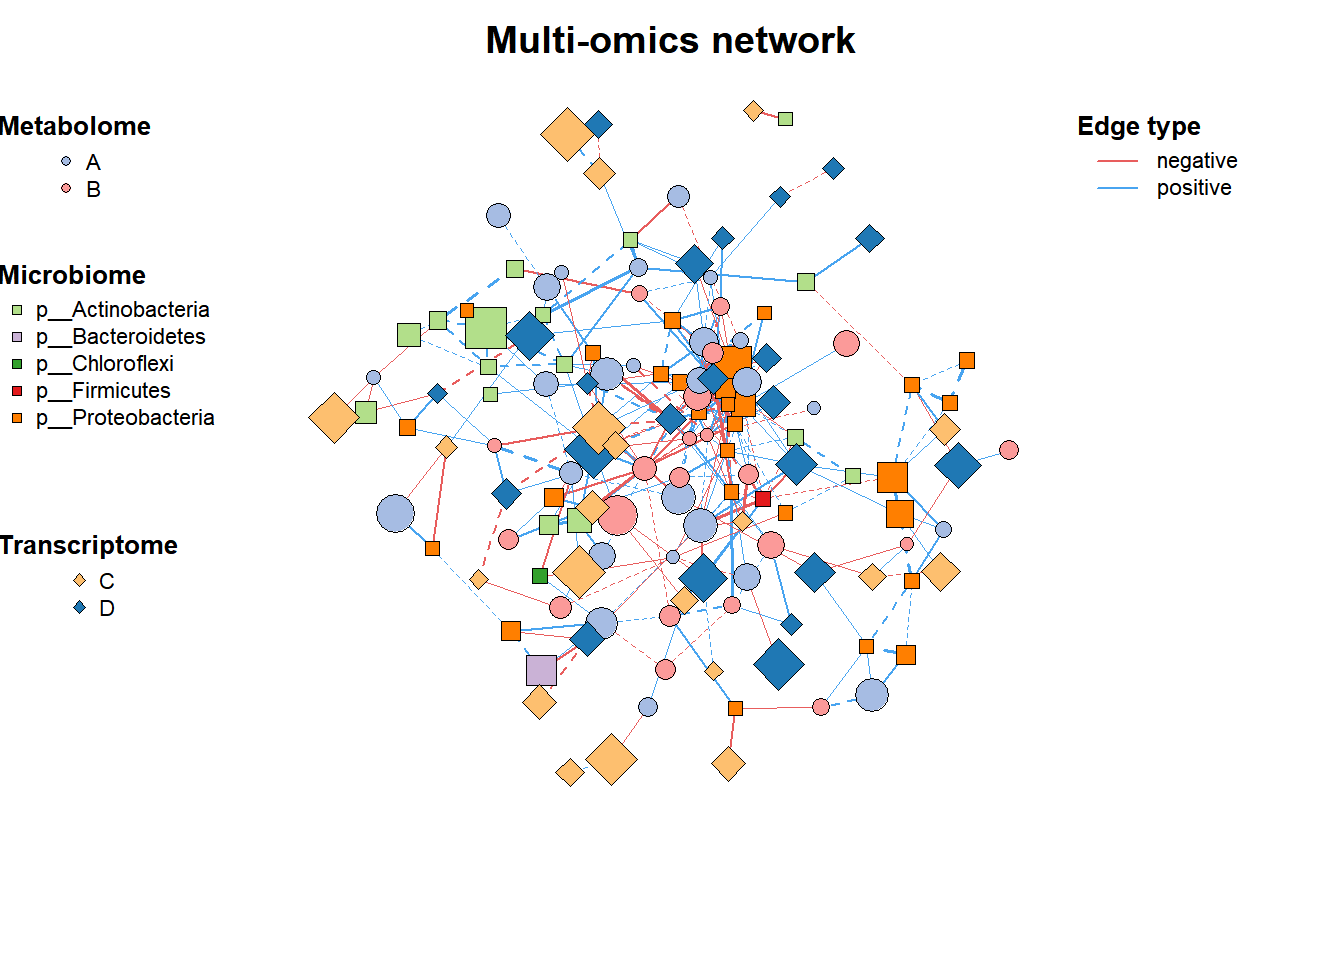 Multi-omics network
Metabolome
A
B
Microbiome
p__Actinobacteria
p__Bacteroidetes
p__Chloroflexi
p__Firmicutes
p__Proteobacteria
Transcriptome
C
D
Edge type
negative
positive